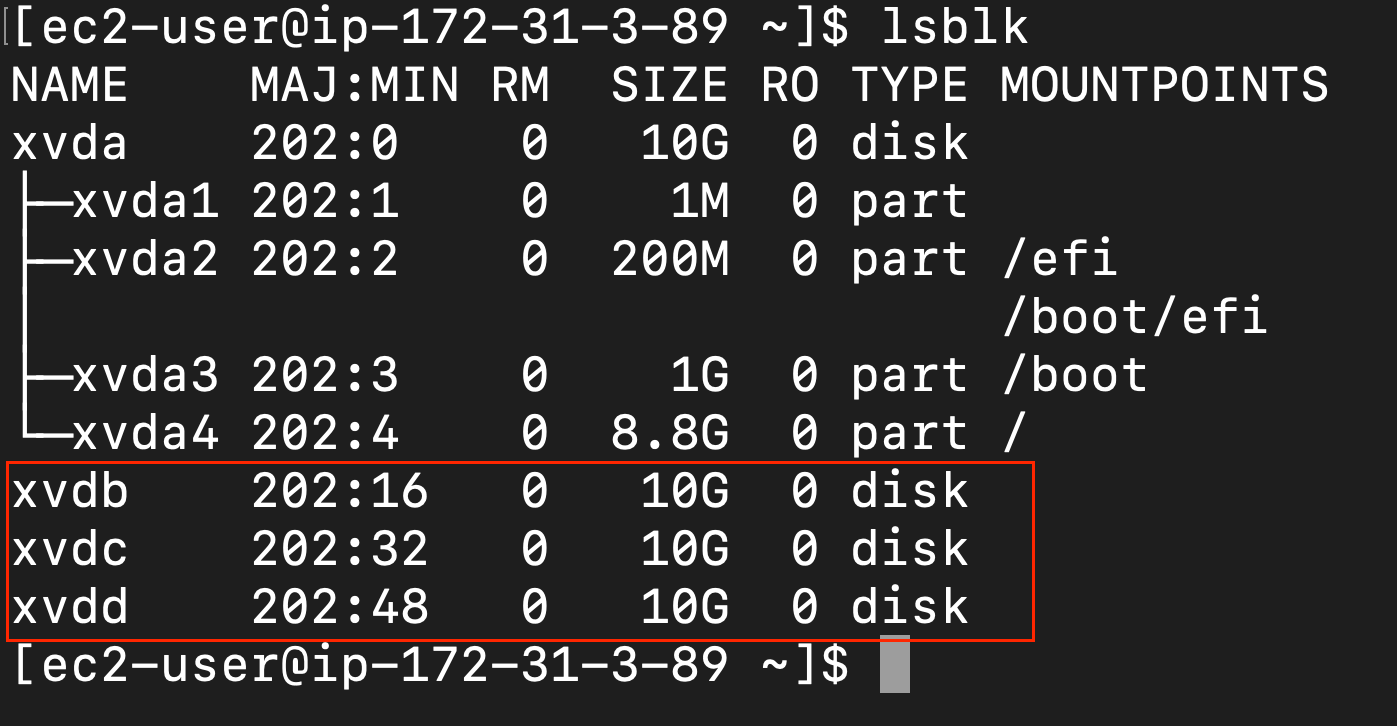 [ec2-user@ip-172-31-3-89 ~]$ lsblk
NAME    MAJ:MIN RM   SIZE RO TYPE MOUNTPOINTS
xvda    202:0    0    10G  0 disk
├─xvda1 202:1    0     1M  0 part
├─xvda2 202:2    0   200M  0 part /efi
│                                 /boot/efi
├─xvda3 202:3    0     1G  0 part /boot
└─xvda4 202:4    0   8.8G  0 part /
xvdb    202:16   0    10G  0 disk
xvdc    202:32   0    10G  0 disk
xvdd    202:48   0    10G  0 disk
[ec2-user@ip-172-31-3-89 ~]$